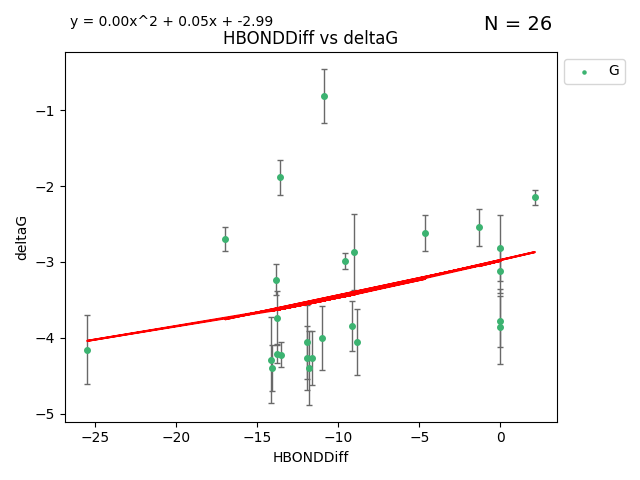 y = 0.00x^2 + 0.05x + -2.99
N = 26
HBONDDiff vs deltaG
G
deltaG
−1
−2
−3
−4
−5
−25
−20
−15
−10
−5
0
HBONDDiff